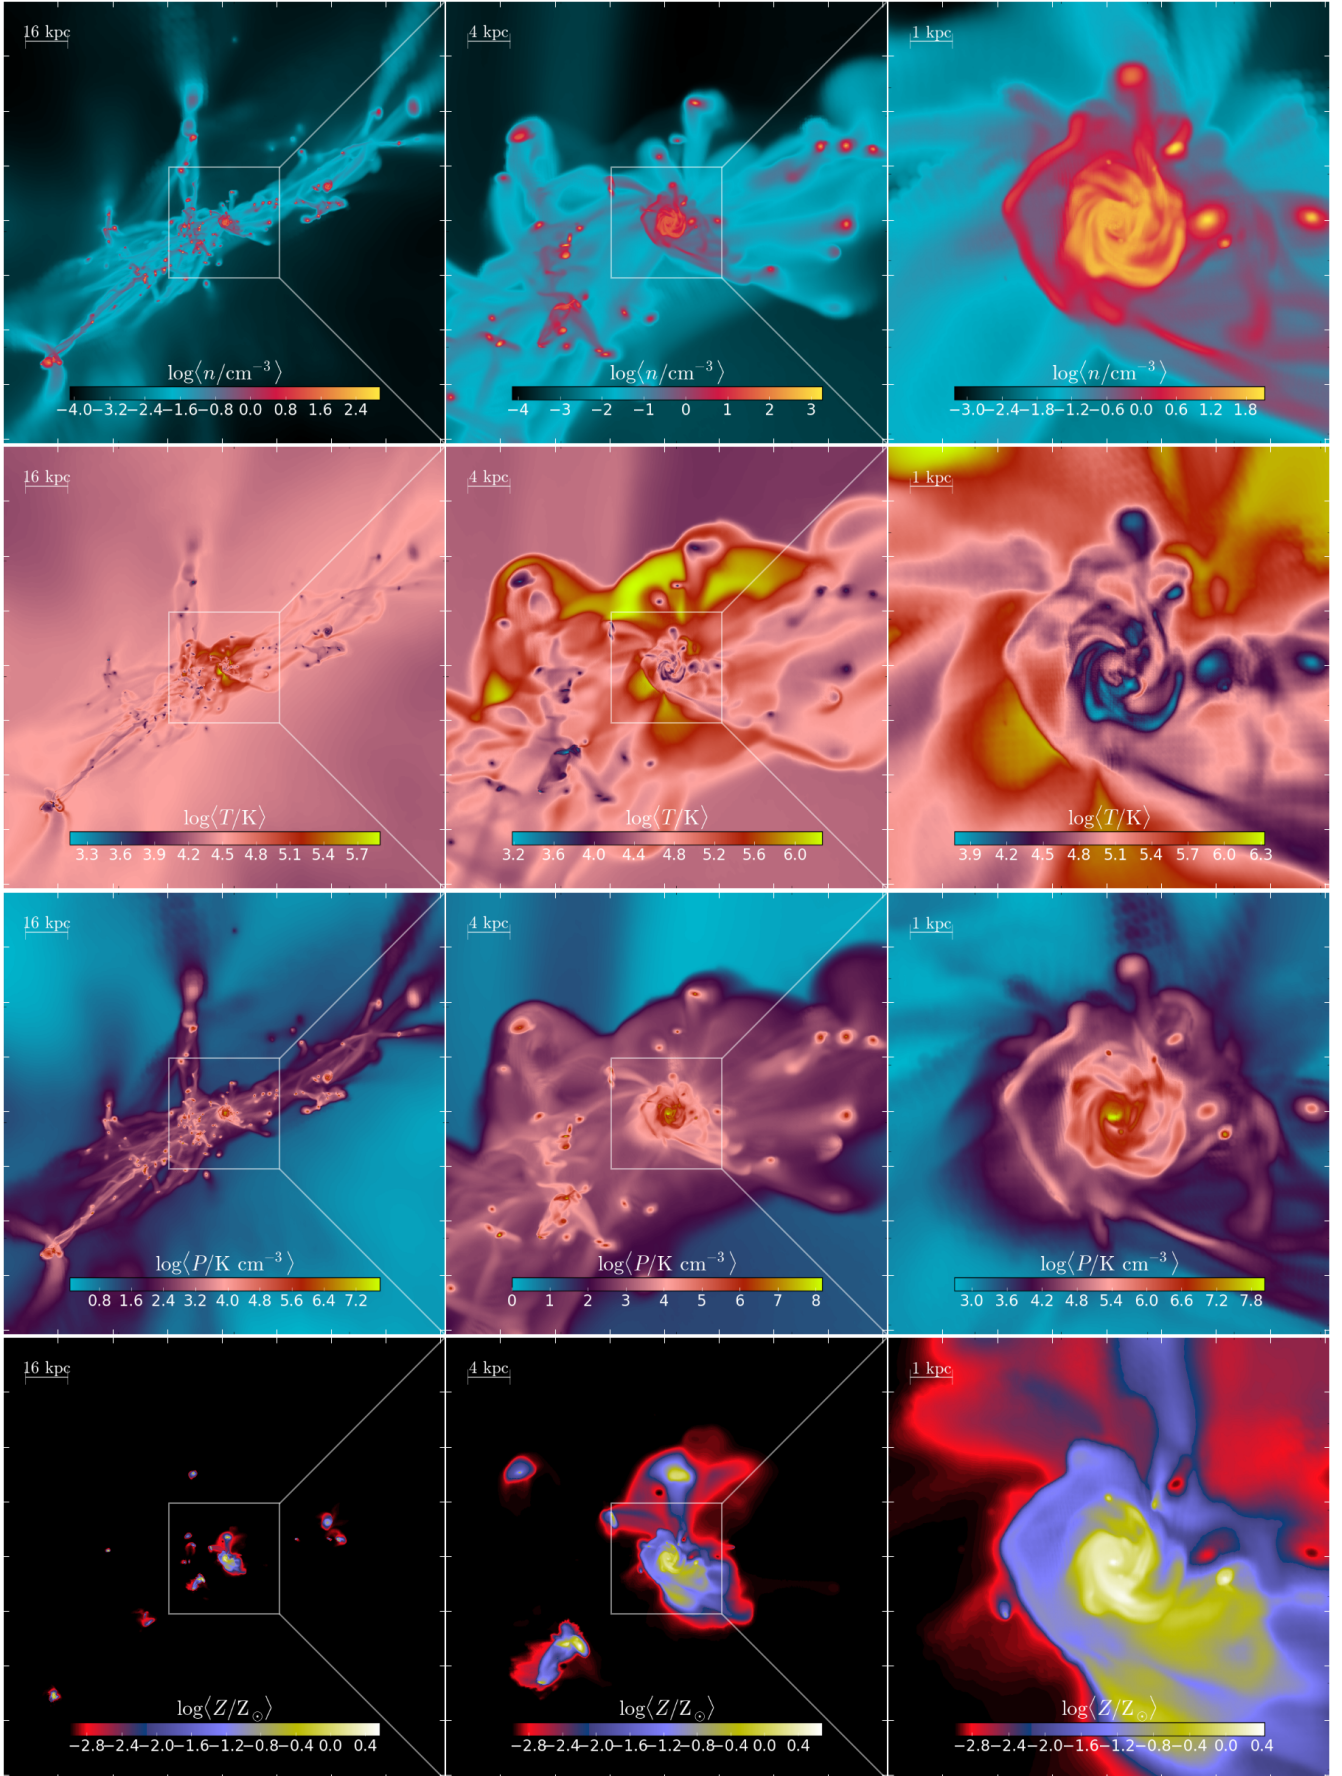 16 kpc
4 kpc
1 kpc
log⟨n/cm⁻³⟩
−4.0−3.2−2.4−1.6−0.8 0.0 0.8 1.6 2.4
log⟨n/cm⁻³⟩
−4 −3 −2 −1 0 1 2 3
log⟨n/cm⁻³⟩
−3.0−2.4−1.8−1.2−0.6 0.0 0.6 1.2 1.8
16 kpc
4 kpc
1 kpc
log⟨T/K⟩
3.3 3.6 3.9 4.2 4.5 4.8 5.1 5.4 5.7
log⟨T/K⟩
3.2 3.6 4.0 4.4 4.8 5.2 5.6 6.0
log⟨T/K⟩
3.9 4.2 4.5 4.8 5.1 5.4 5.7 6.0 6.3
16 kpc
4 kpc
1 kpc
log⟨P/K cm⁻³⟩
0.8 1.6 2.4 3.2 4.0 4.8 5.6 6.4 7.2
log⟨P/K cm⁻³⟩
0 1 2 3 4 5 6 7 8
log⟨P/K cm⁻³⟩
3.0 3.6 4.2 4.8 5.4 6.0 6.6 7.2 7.8
16 kpc
4 kpc
1 kpc
log⟨Z/Z⊙⟩
−2.8−2.4−2.0−1.6−1.2−0.8−0.4 0.0 0.4
log⟨Z/Z⊙⟩
−2.8−2.4−2.0−1.6−1.2−0.8−0.4 0.0 0.4
log⟨Z/Z⊙⟩
−2.8−2.4−2.0−1.6−1.2−0.8−0.4 0.0 0.4